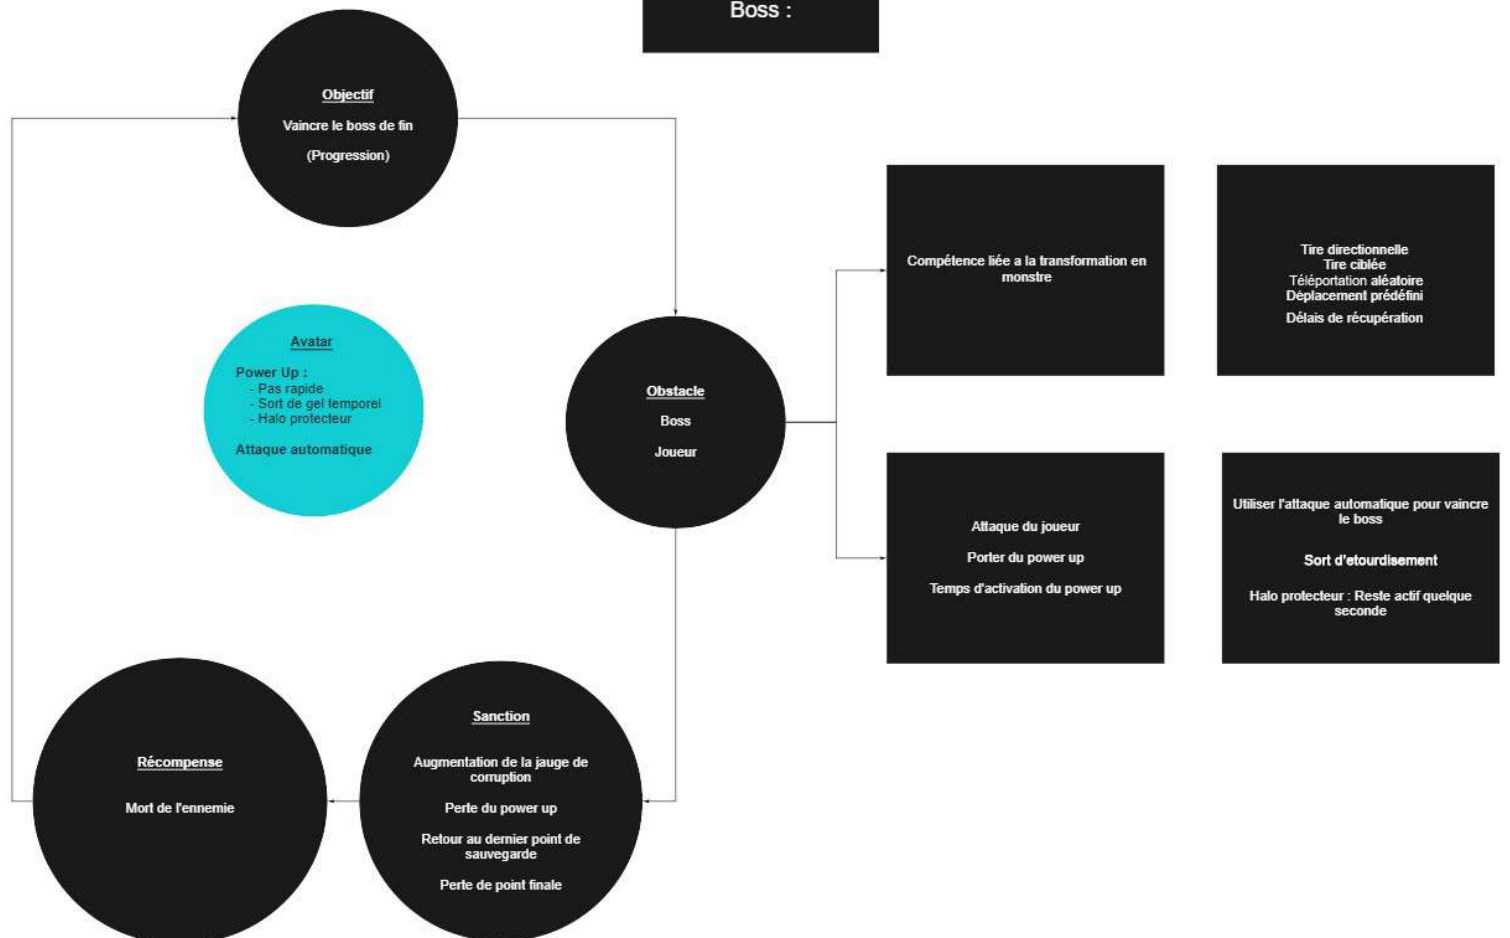 Boss :
Objectif
Vaincre le boss de fin
(Progression)
Avatar
Power Up :
- Pas rapide
- Sort de gel temporel
- Halo protecteur
Attaque automatique
Obstacle
Boss
Joueur
Compétence liée a la transformation en
monstre
Tire directionnelle
Tire ciblée
Téléportation aléatoire
Dèplacement prédéfini
Délais de récupération
Attaque du joueur
Porter du power up
Temps d'activation du power up
Utiliser l'attaque automatique pour vaincre
le boss
Sort d'etourdisement
Halo protecteur : Reste actif quelque
seconde
Récompense
Mort de l'ennemie
Sanction
Augmentation de la jauge de
corruption
Perte du power up
Retour au dernier point de
sauvegarde
Perte de point finale